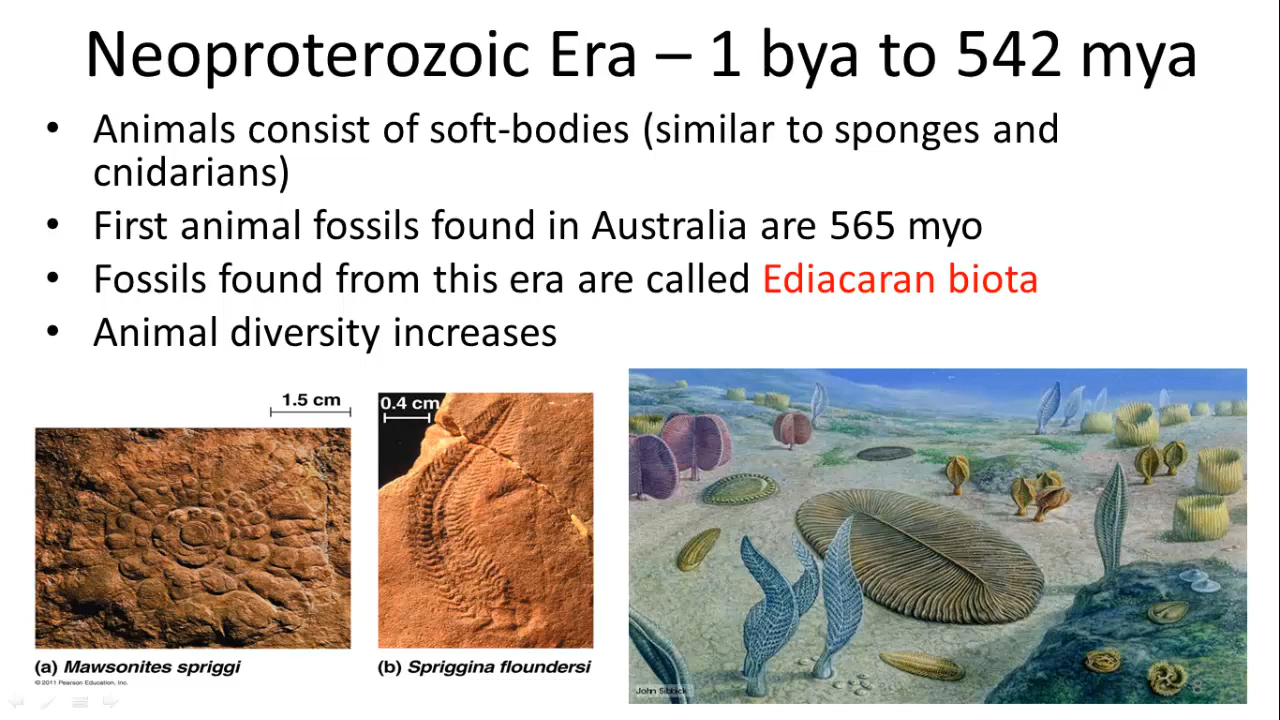 Neoproterozoic Era – 1 bya to 542 mya
• Animals consist of soft-bodies (similar to sponges and
cnidarians)
• First animal fossils found in Australia are 565 myo
• Fossils found from this era are called Ediacaran biota
• Animal diversity increases
1.5 cm
0.4 cm
(a) Mawsonites spriggi
(b) Spriggina floundersi
© 2011 Pearson Education, Inc.
John Sibbick
8